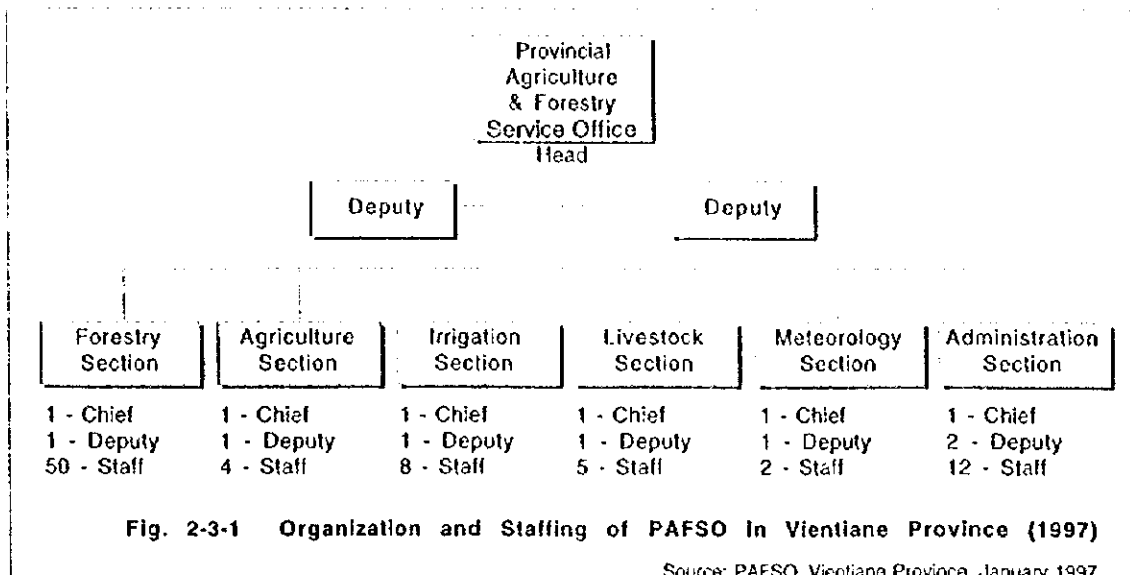 Provincial
Agriculture
& Forestry
Service Office
Head
Deputy Deputy
Forestry Section
Agriculture Section
Irrigation Section
Livestock Section
Meteorology Section
Administration Section
1 - Chief 1 - Chief 1 - Chief 1 - Chief 1 - Chief 1 - Chief
1 - Deputy 1 - Deputy 1 - Deputy 1 - Deputy 1 - Deputy 2 - Deputy
50 - Staff 4 - Staff 8 - Staff 5 - Staff 2 - Staff 12 - Staff
Fig. 2-3-1 Organization and Staffing of PAFSO in Vientiane Province (1997)
Source: PAFSO, Vientiane Province, January 1997